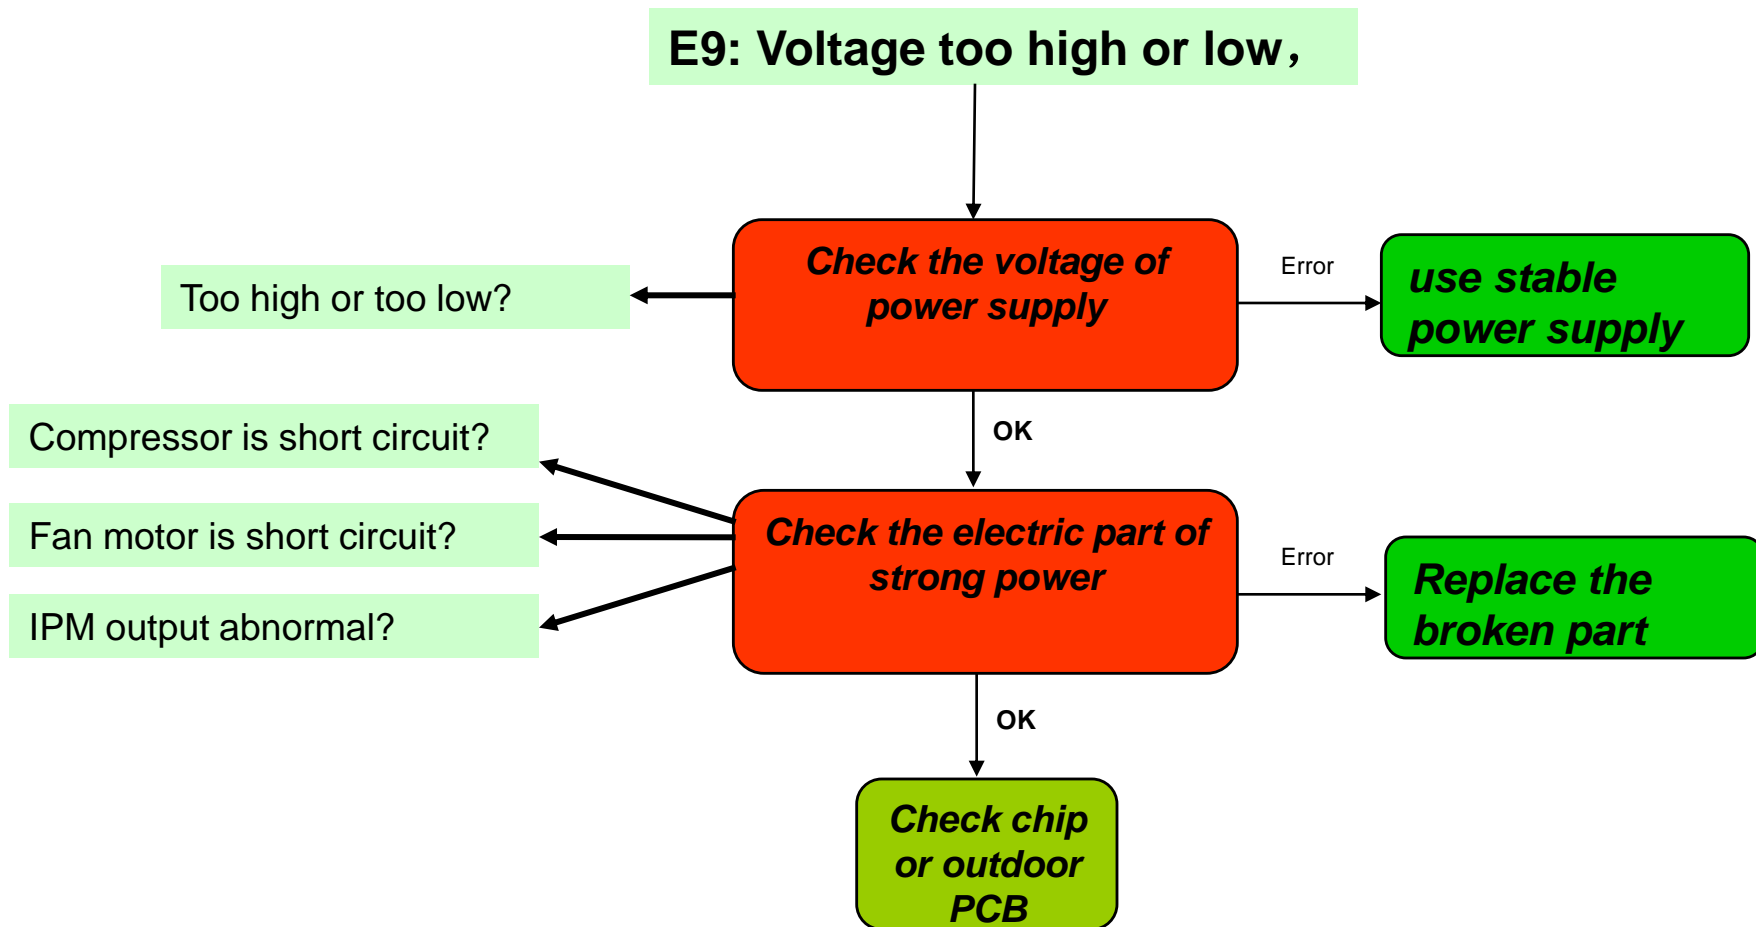 E9: Voltage too high or low，
Check the voltage of
power supply
Too high or too low?
Error
use stable
power supply
OK
Compressor is short circuit?
Fan motor is short circuit?
IPM output abnormal?
Check the electric part of
strong power
Error
Replace the
broken part
OK
Check chip
or outdoor
PCB